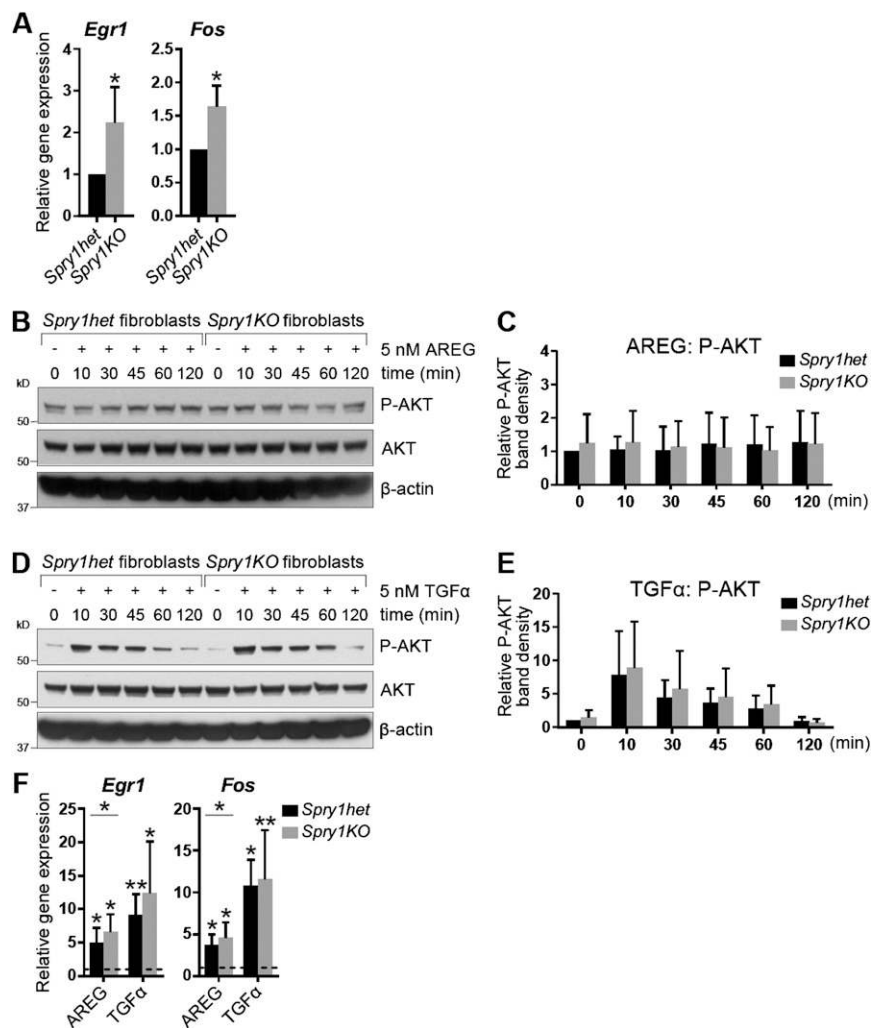 A
Egr1 Fos
Relative gene expression
4
3
2
1
0
2.5
2.0
1.5
1.0
0.5
0.0
* *
Spry1het
Spry1KO
Spry1het
Spry1KO
B
Spry1het fibroblasts Spry1KO fibroblasts
- + + + + + - + + + + + 5 nM AREG
0 10 30 45 60 120 0 10 30 45 60 120 time (min)
kD
50 P-AKT
50 AKT
37 β-actin
C
AREG: P-AKT
Spry1het
Spry1KO
Relative P-AKT
band density
4
3
2
1
0
0 10 30 45 60 120 (min)
D
Spry1het fibroblasts Spry1KO fibroblasts
- + + + + + - + + + + + 5 nM TGFα
0 10 30 45 60 120 0 10 30 45 60 120 time (min)
kD
50 P-AKT
50 AKT
37 β-actin
E
TGFα: P-AKT
Spry1het
Spry1KO
Relative P-AKT
band density
20
15
10
5
0
0 10 30 45 60 120 (min)
F
Egr1 Fos
Spry1het
Spry1KO
Relative gene expression
25
20
15
10
5
0
* * * ** *
AREG TGFα
20
15
10
5
0
* * * * **
AREG TGFα